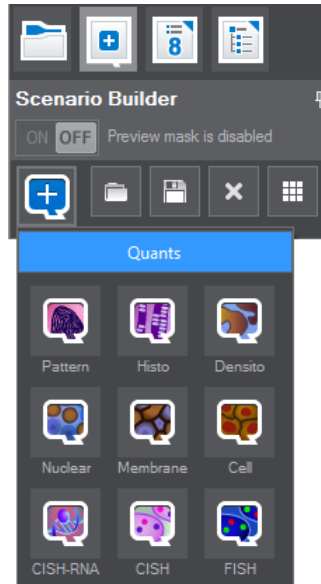 8
Scenario Builder
ON OFF Preview mask is disabled
Quants
Pattern Histo Densito
Nuclear Membrane Cell
CISH-RNA CISH FISH